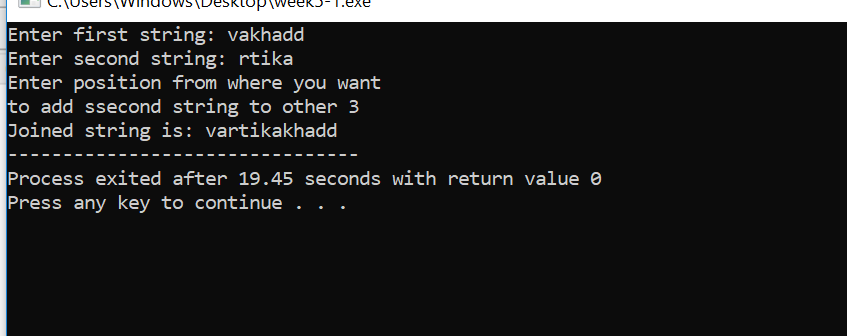 C:\Users\Windows\Desktop\week5-1.exe
Enter first string: vakhadd
Enter second string: rtika
Enter position from where you want
to add ssecond string to other 3
Joined string is: vartikakhadd
--------------------------------
Process exited after 19.45 seconds with return value 0
Press any key to continue . . .